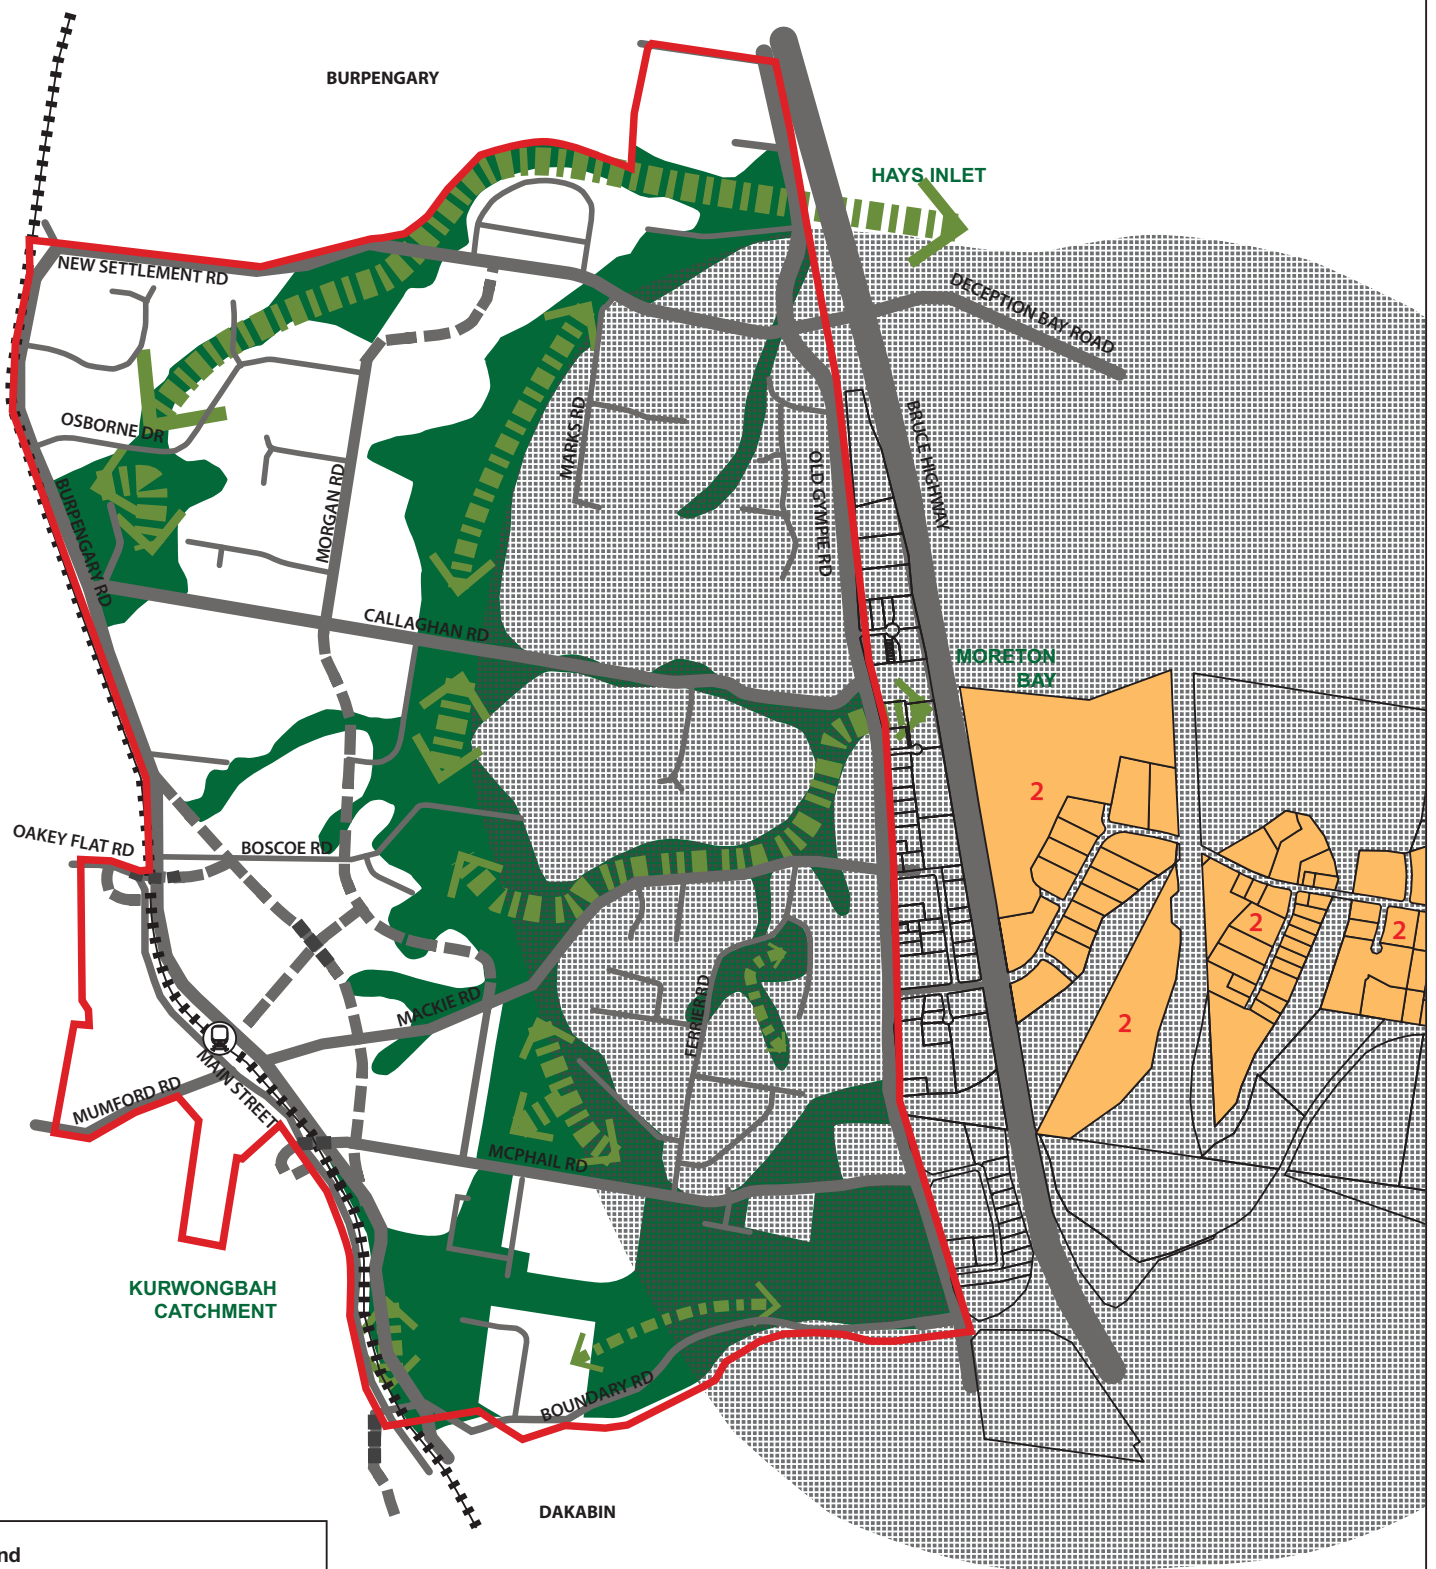 BURPENGARY
HAYS INLET
NEW SETTLEMENT RD
DECEPTION BAY ROAD
OSBORNE DR
MARKS RD
BRUCE HIGHWAY
OLD GYMPIE RD
MORGAN RD
BURPENGARY RD
CALLAGHAN RD
MORETON
BAY
2
OAKEY FLAT RD
BOSCOE RD
2
2
MACKIE RD
FERRIER RD
2
MAIN STREET
MUMFORD RD
MCPHAIL RD
KURWONGBAH
CATCHMENT
BOUNDARY RD
DAKABIN
nd